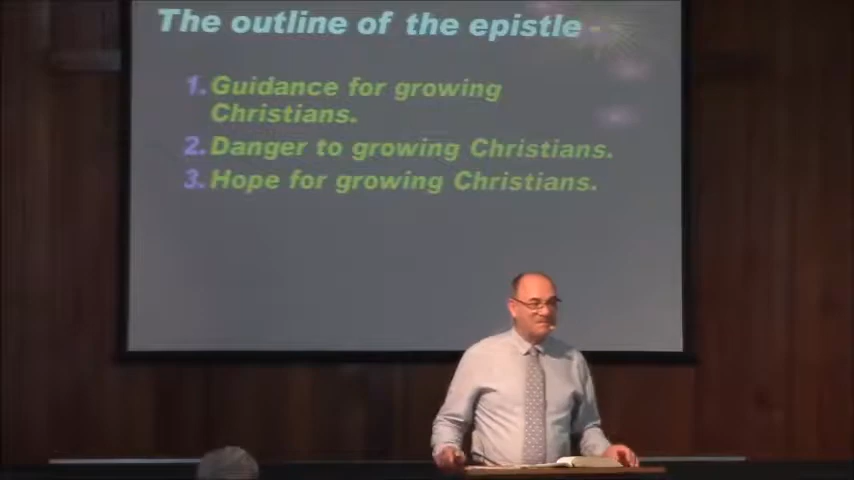 The outline of the epistle -
1. Guidance for growing
Christians.
2. Danger to growing Christians.
3. Hope for growing Christians.